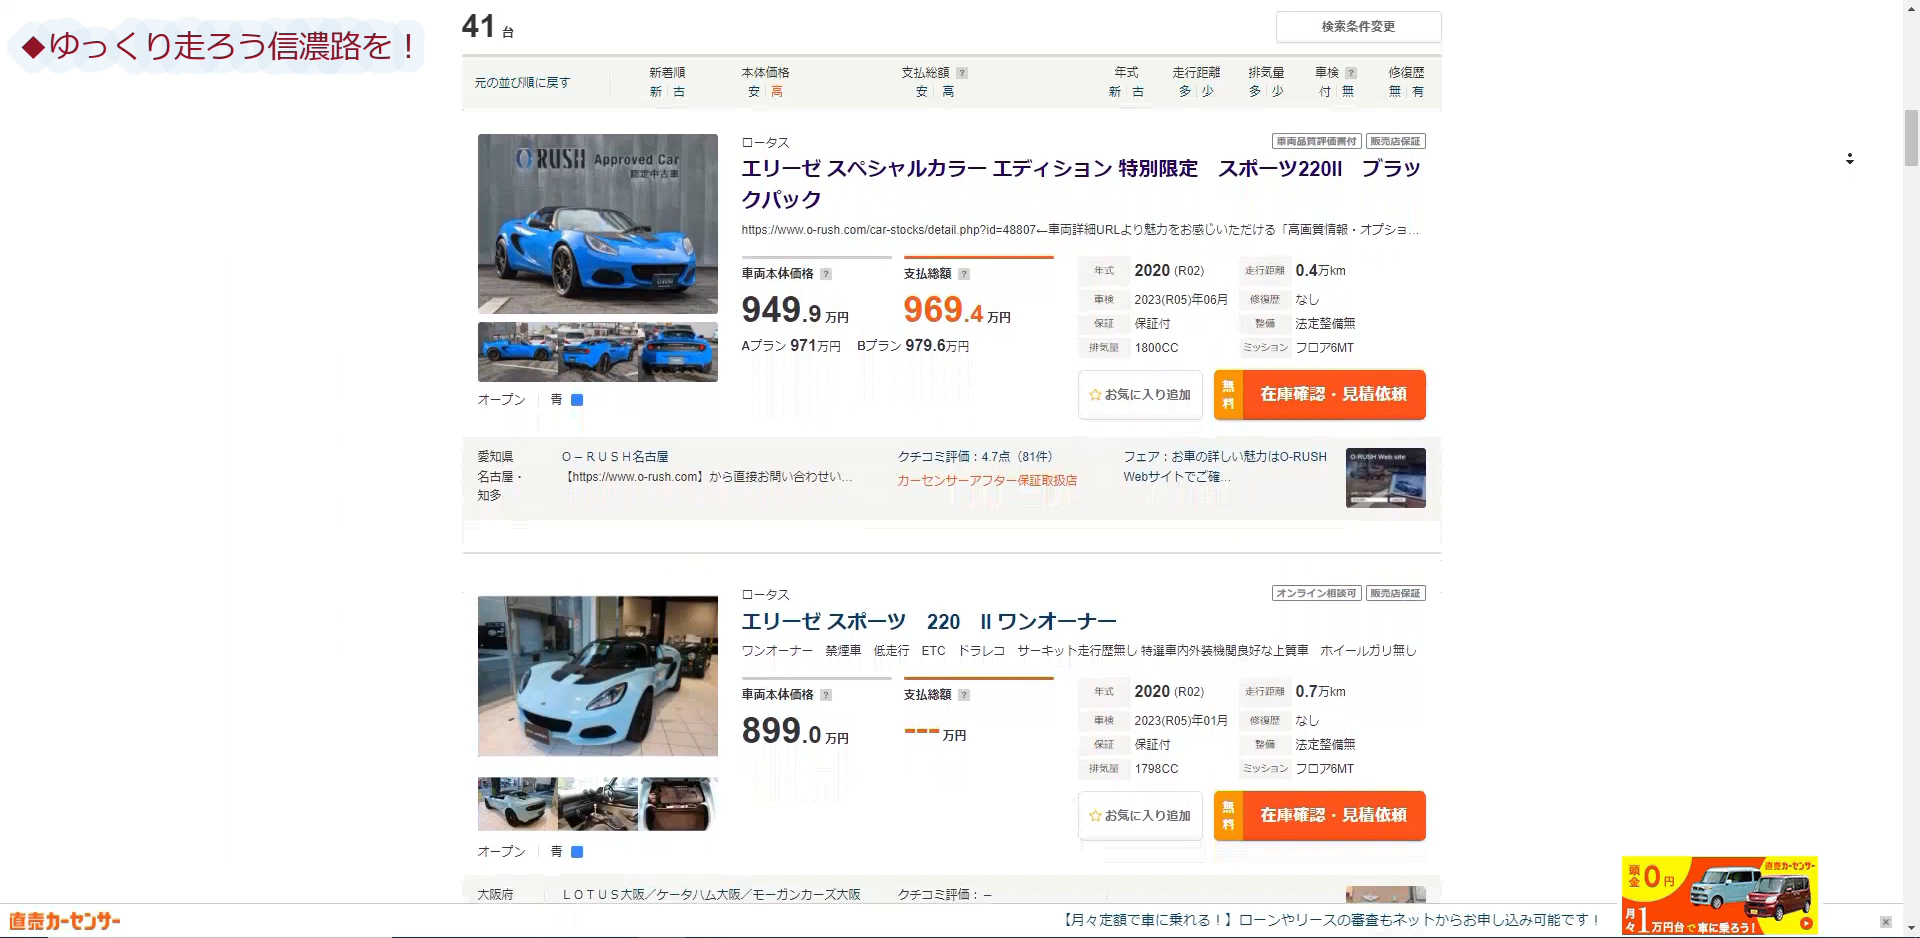 ◆ゆっくり走ろう信濃路を！
41 台
検索条件変更
元の並び順に戻す
新着順
新 古
本体価格
安 高
支払総額 ?
安 高
年式
新 古
走行距離
多 少
排気量
多 少
車検 ?
付 無
修復歴
無 有
O RUSH Approved Car
認定中古車
ロータス
車両品質評価書付 販売店保証
エリーゼ スペシャルカラー エディション 特別限定　スポーツ220II　ブラッ
クパック
https://www.o-rush.com/car-stocks/detail.php?id=48807←車両詳細URLより魅力をお感じいただける「高画質情報・オプショ...
車両本体価格 ?
949.9 万円
支払総額 ?
969.4 万円
Aプラン 971万円 Bプラン 979.6万円
年式 2020 (R02) 走行距離 0.4万km
車検 2023(R05)年06月 修復歴 なし
保証 保証付 整備 法定整備無
排気量 1800CC ミッション フロア6MT
☆お気に入り追加
無料 在庫確認・見積依頼
オープン 青
愛知県
名古屋・
知多
Ｏ－ＲＵＳＨ名古屋
【https://www.o-rush.com】から直接お問い合わせい...
クチコミ評価：4.7点（81件）
カーセンサーアフター保証取扱店
フェア：お車の詳しい魅力はO-RUSH
Webサイトでご確...
O-RUSH Web site
ロータス
オンライン相談可 販売店保証
エリーゼ スポーツ　220　II ワンオーナー
ワンオーナー　禁煙車　低走行　ETC　ドラレコ　サーキット走行歴無し 特選車内外装機関良好な上質車　ホイールガリ無し
車両本体価格 ?
899.0 万円
支払総額 ?
--- 万円
年式 2020 (R02) 走行距離 0.7万km
車検 2023(R05)年01月 修復歴 なし
保証 保証付 整備 法定整備無
排気量 1798CC ミッション フロア6MT
☆お気に入り追加
無料 在庫確認・見積依頼
オープン 青
大阪府
ＬＯＴＵＳ大阪／ケータハム大阪／モーガンカーズ大阪
クチコミ評価：－
直売カーセンサー
【月々定額で車に乗れる！】ローンやリースの審査もネットからお申し込み可能です！
頭金0円
直売カーセンサー
月々1万円台で車に乗ろう!